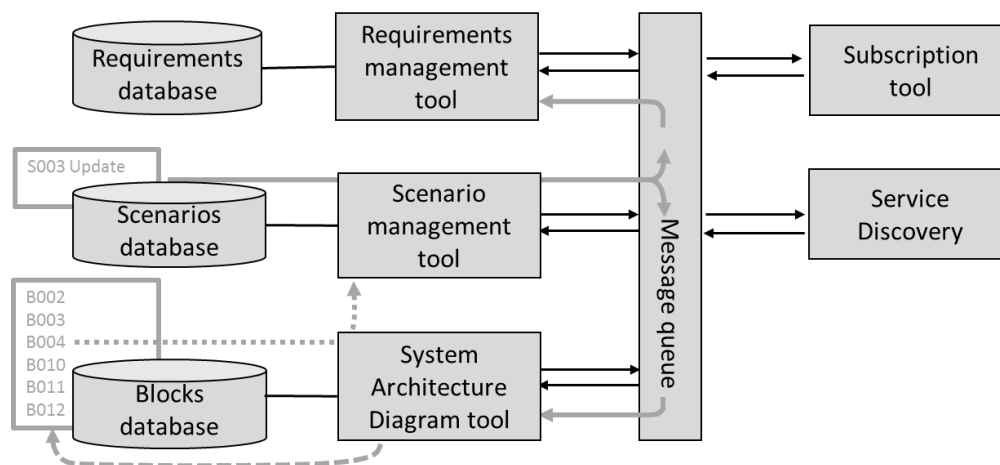 Requirements
database
Requirements
management
tool
Subscription
tool
S003 Update
Scenarios
database
Scenario
management
tool
Message queue
Service
Discovery
B002
B003
B004
B010
B011
B012
Blocks
database
System
Architecture
Diagram tool